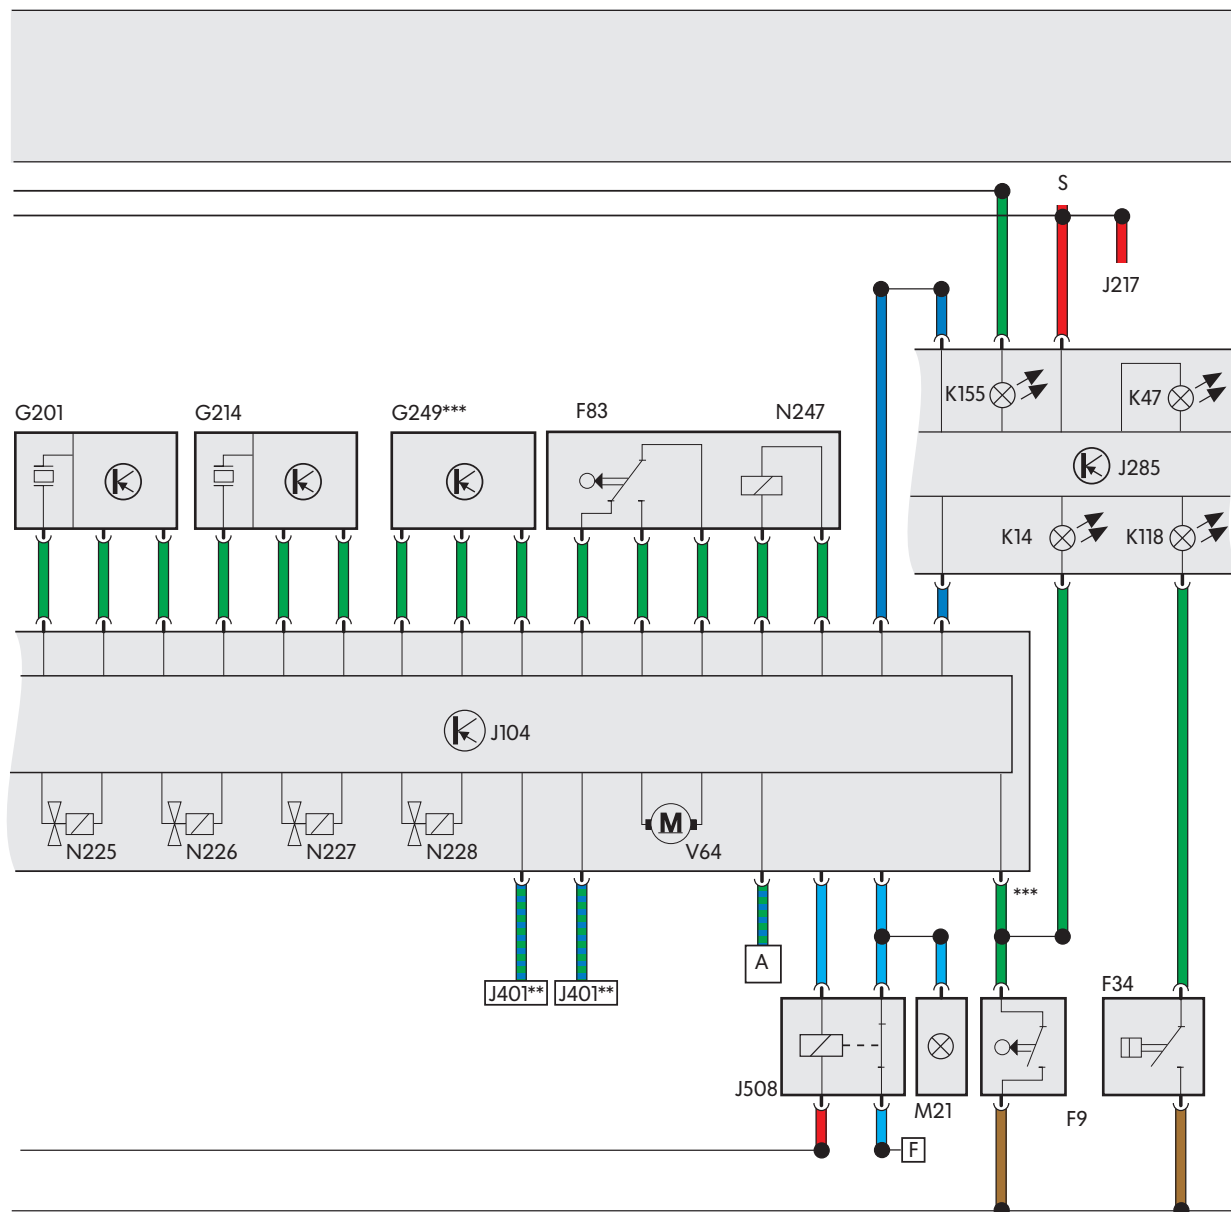 S
J217
K155
K47
G201
G214
G249***
F83
N247
J285
K14
K118
J104
N225
N226
N227
N228
M
V64
***
A
J401**
J401**
F34
J508
M21
F9
F